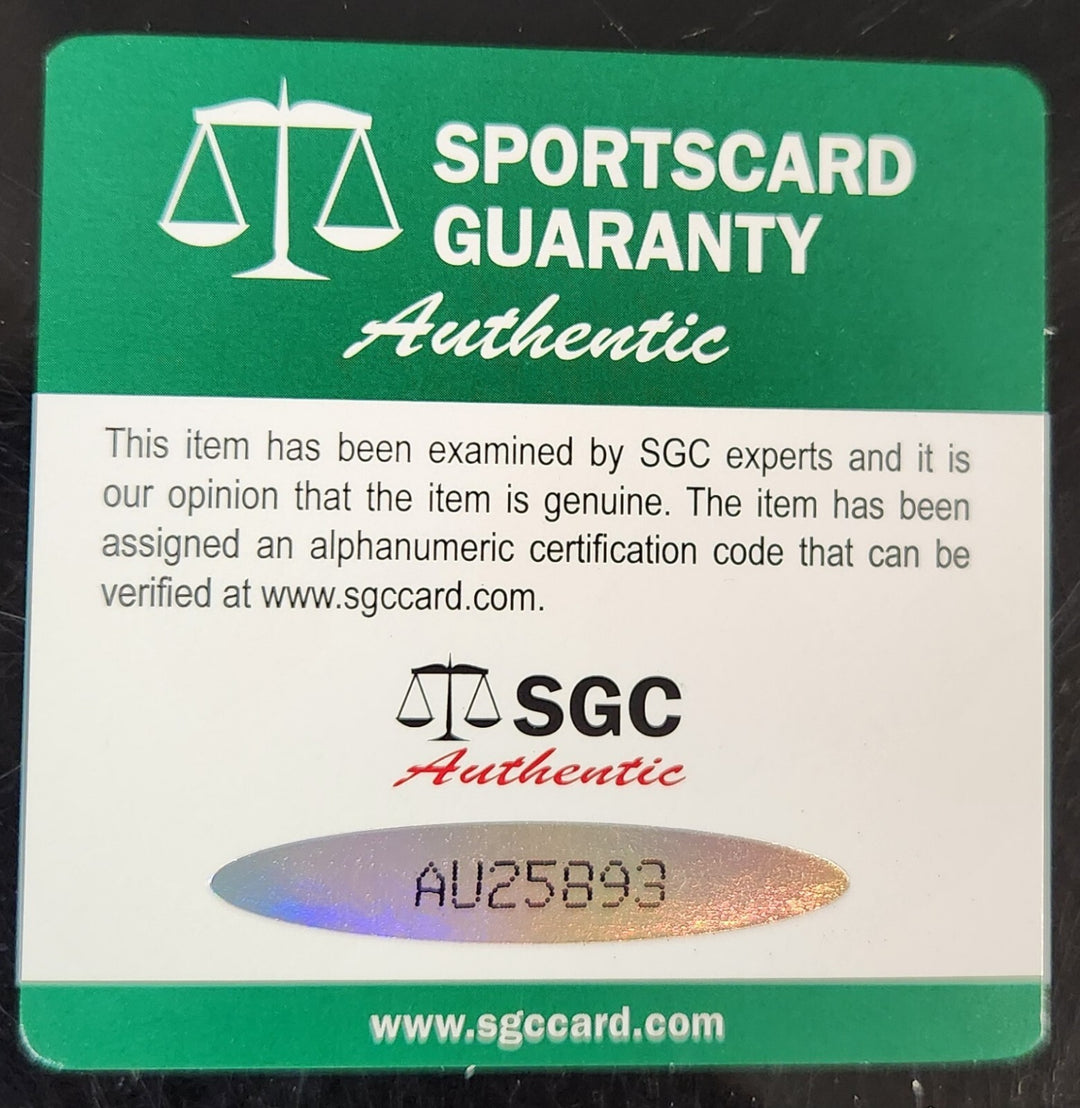 SPORTSCARD
GUARANTY
Authentic
This item has been examined by SGC experts and it is
our opinion that the item is genuine. The item has been
assigned an alphanumeric certification code that can be
verified at www.sgccard.com.
SGC
Authentic
AU25893
www.sgccard.com